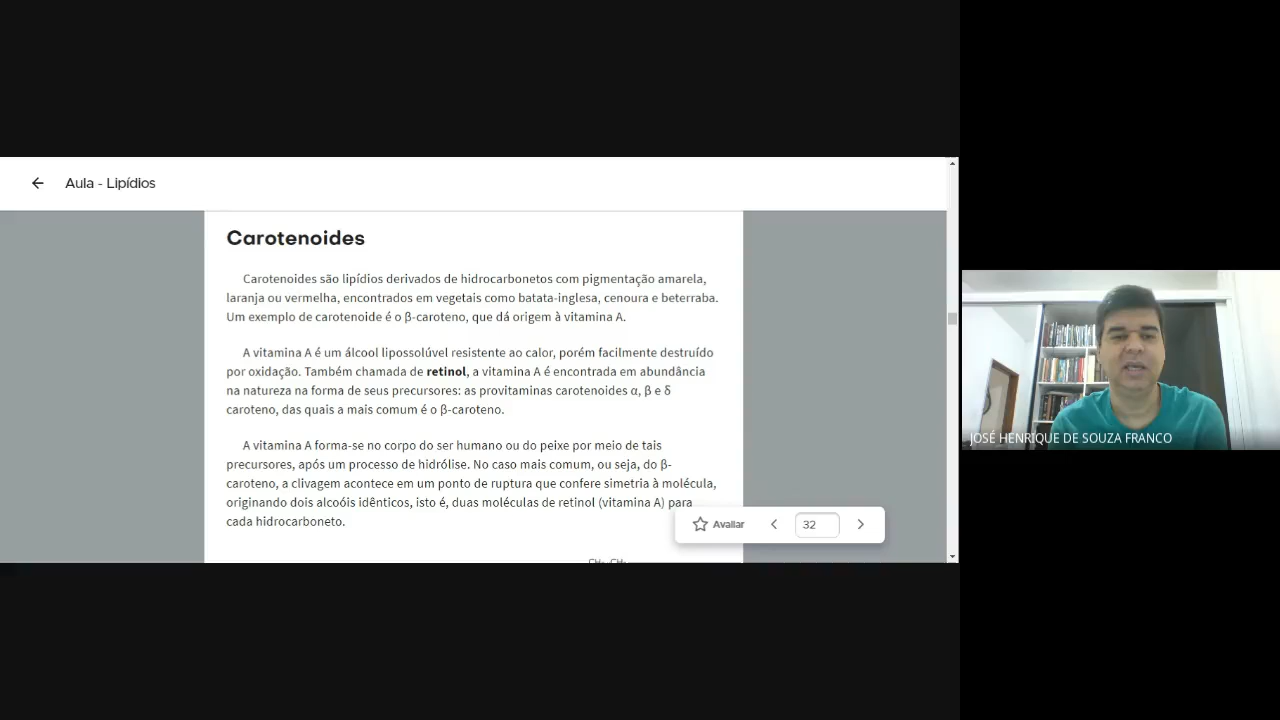 Aula - Lipídios
Carotenoides
Carotenoides são lipídios derivados de hidrocarbonetos com pigmentação amarela,
laranja ou vermelha, encontrados em vegetais como batata-inglesa, cenoura e beterraba.
Um exemplo de carotenoide é o β-caroteno, que dá origem à vitamina A.
A vitamina A é um álcool lipossolúvel resistente ao calor, porém facilmente destruído
por oxidação. Também chamada de retinol, a vitamina A é encontrada em abundância
na natureza na forma de seus precursores: as provitaminas carotenoides α, β e δ
caroteno, das quais a mais comum é o β-caroteno.
A vitamina A forma-se no corpo do ser humano ou do peixe por meio de tais
precursores, após um processo de hidrólise. No caso mais comum, ou seja, do β-
caroteno, a clivagem acontece em um ponto de ruptura que confere simetria à molécula,
originando dois alcoóis idênticos, isto é, duas moléculas de retinol (vitamina A) para
cada hidrocarboneto.
Avaliar
32
JOSÉ HENRIQUE DE SOUZA FRANCO